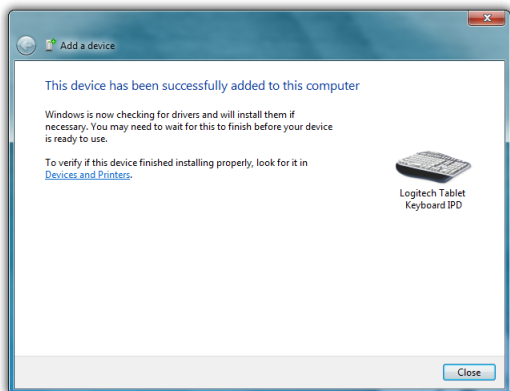 Add a device
This device has been successfully added to this computer
Windows is now checking for drivers and will install them if
necessary. You may need to wait for this to finish before your device
is ready to use.
To verify if this device finished installing properly, look for it in
Devices and Printers.
Logitech Tablet
Keyboard IPD
Close